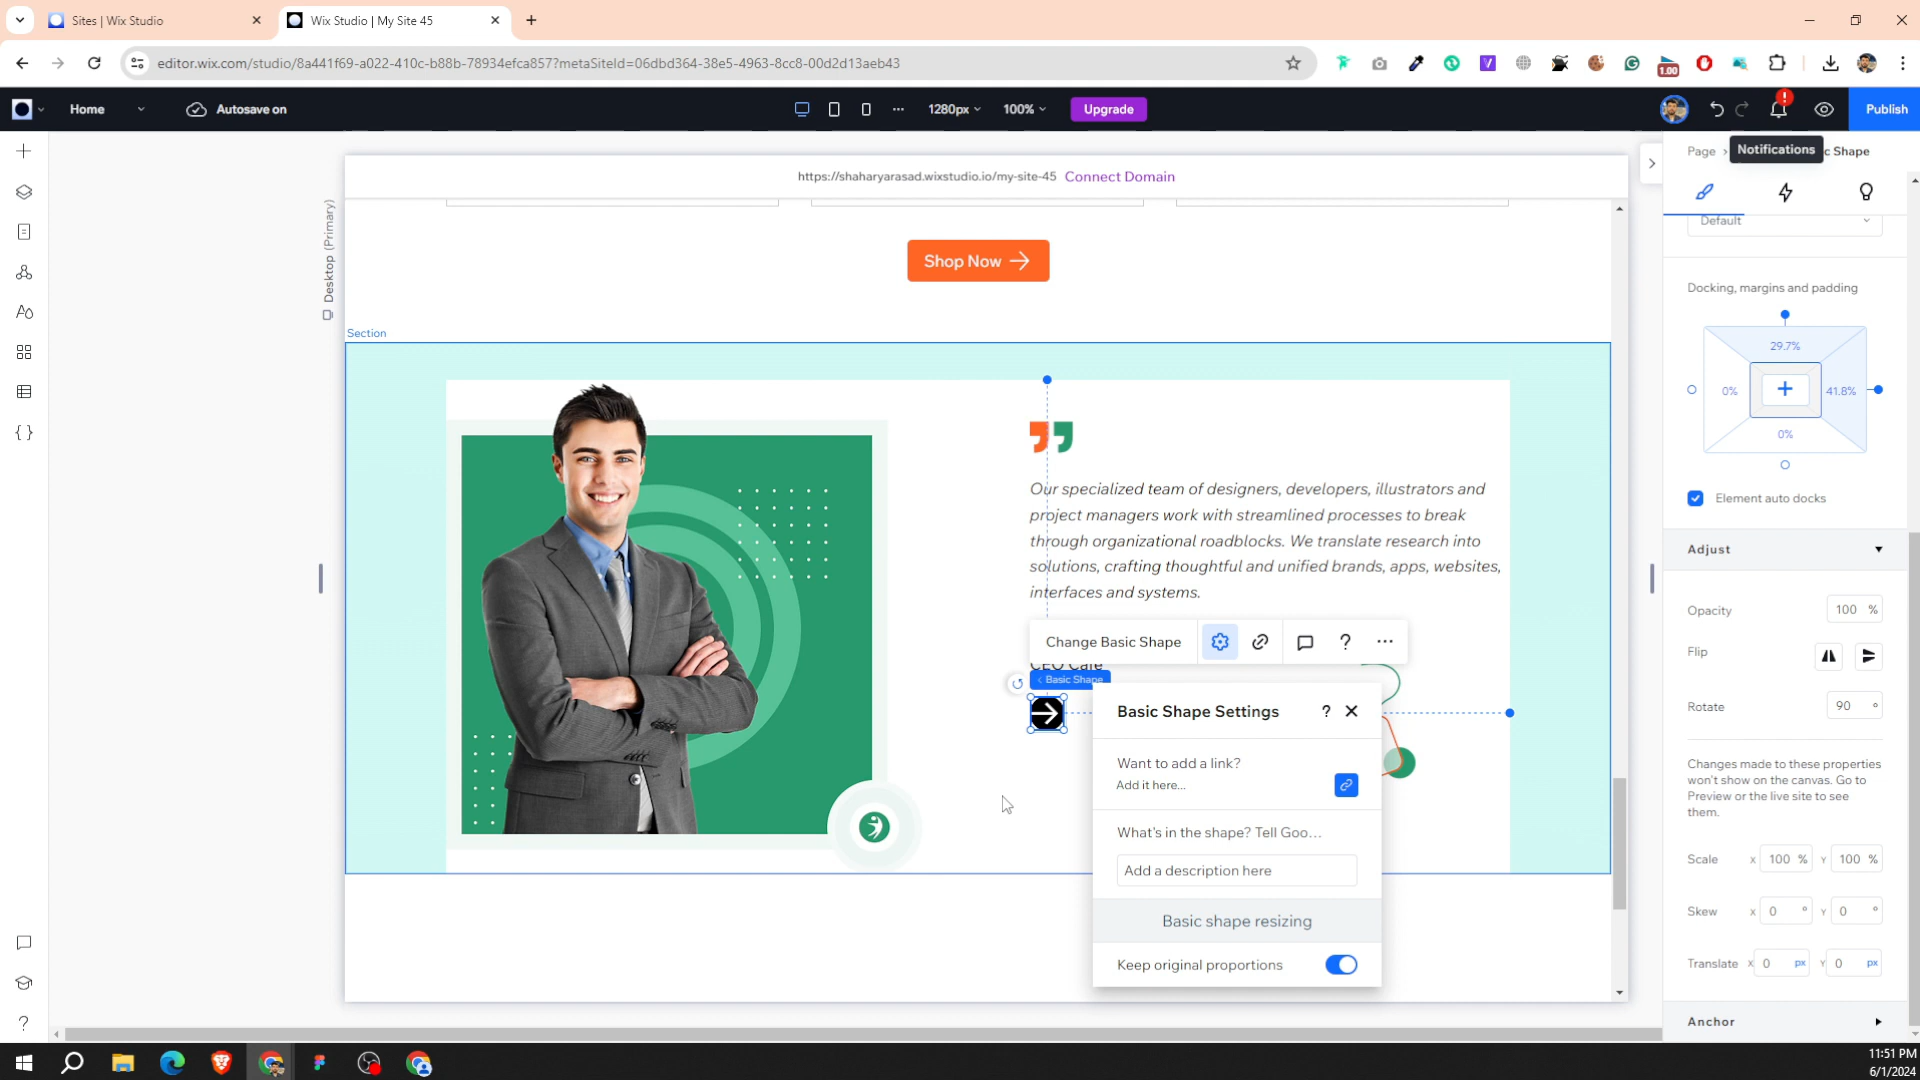 Sites | Wix Studio
Wix Studio | My Site 45
editor.wix.com/studio/8a441f69-a022-410c-b88b-78934efca857?metaSiteId=06dbd364-38e5-4963-8cc8-00d2d13aeb43
1.00
Home
Autosave on
1280px
100%
Upgrade
Publish
Page
Notifications
c Shape
https://shaharyarasad.wixstudio.io/my-site-45 Connect Domain
Default
Desktop (Primary)
Shop Now
Docking, margins and padding
29.7%
0%
41.8%
0%
Element auto docks
Section
Our specialized team of designers, developers, illustrators and
project managers work with streamlined processes to break
through organizational roadblocks. We translate research into
solutions, crafting thoughtful and unified brands, apps, websites,
interfaces and systems.
Change Basic Shape
?
CEO Cafe
< Basic Shape
Basic Shape Settings
?
Want to add a link?
Add it here...
What's in the shape? Tell Goo...
Add a description here
Basic shape resizing
Keep original proportions
Adjust
Opacity
100 %
Flip
Rotate
90 °
Changes made to these properties
won't show on the canvas. Go to
Preview or the live site to see
them.
Scale X 100 % Y 100 %
Skew X 0 ° Y 0 °
Translate X 0 px Y 0 px
Anchor
11:51 PM
6/1/2024